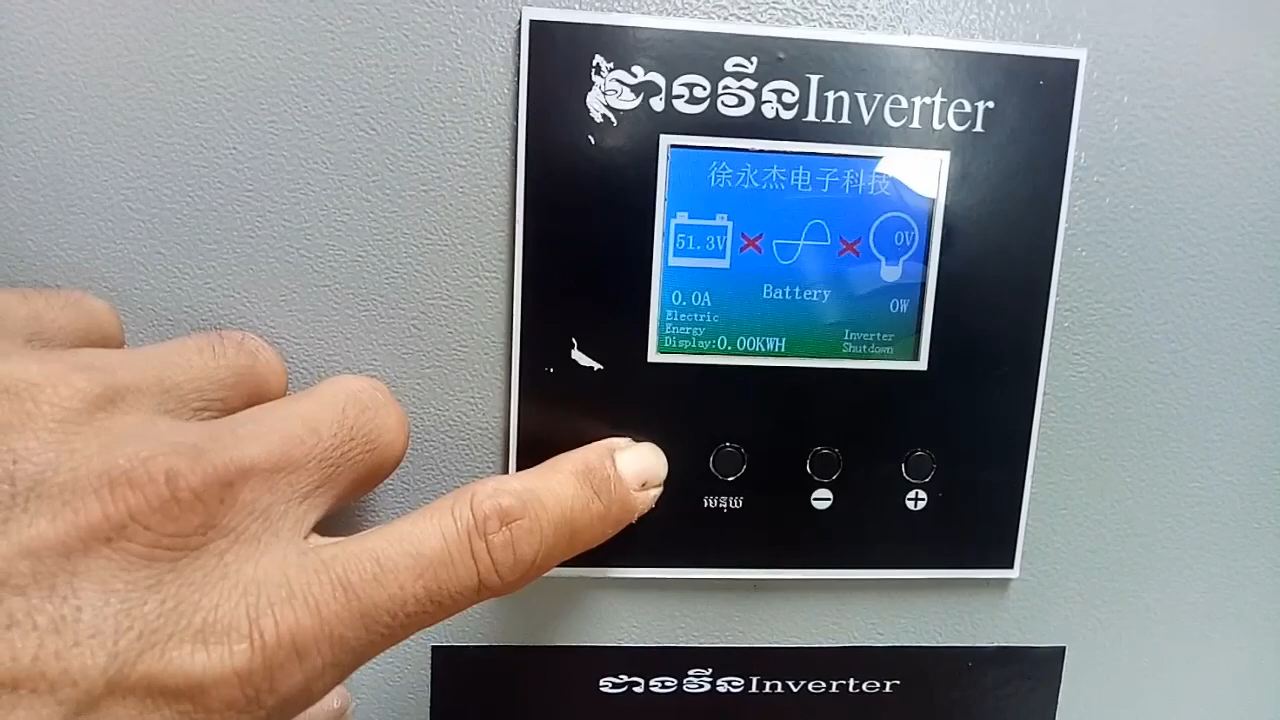 ជាងវីនInverter
徐永杰电子科技
51.3V
0V
Battery
0.0A
0W
Electric
Energy
Display:0.00KWH
Inverter
Shutdown
មេនុយ
ជាងវីនInverter